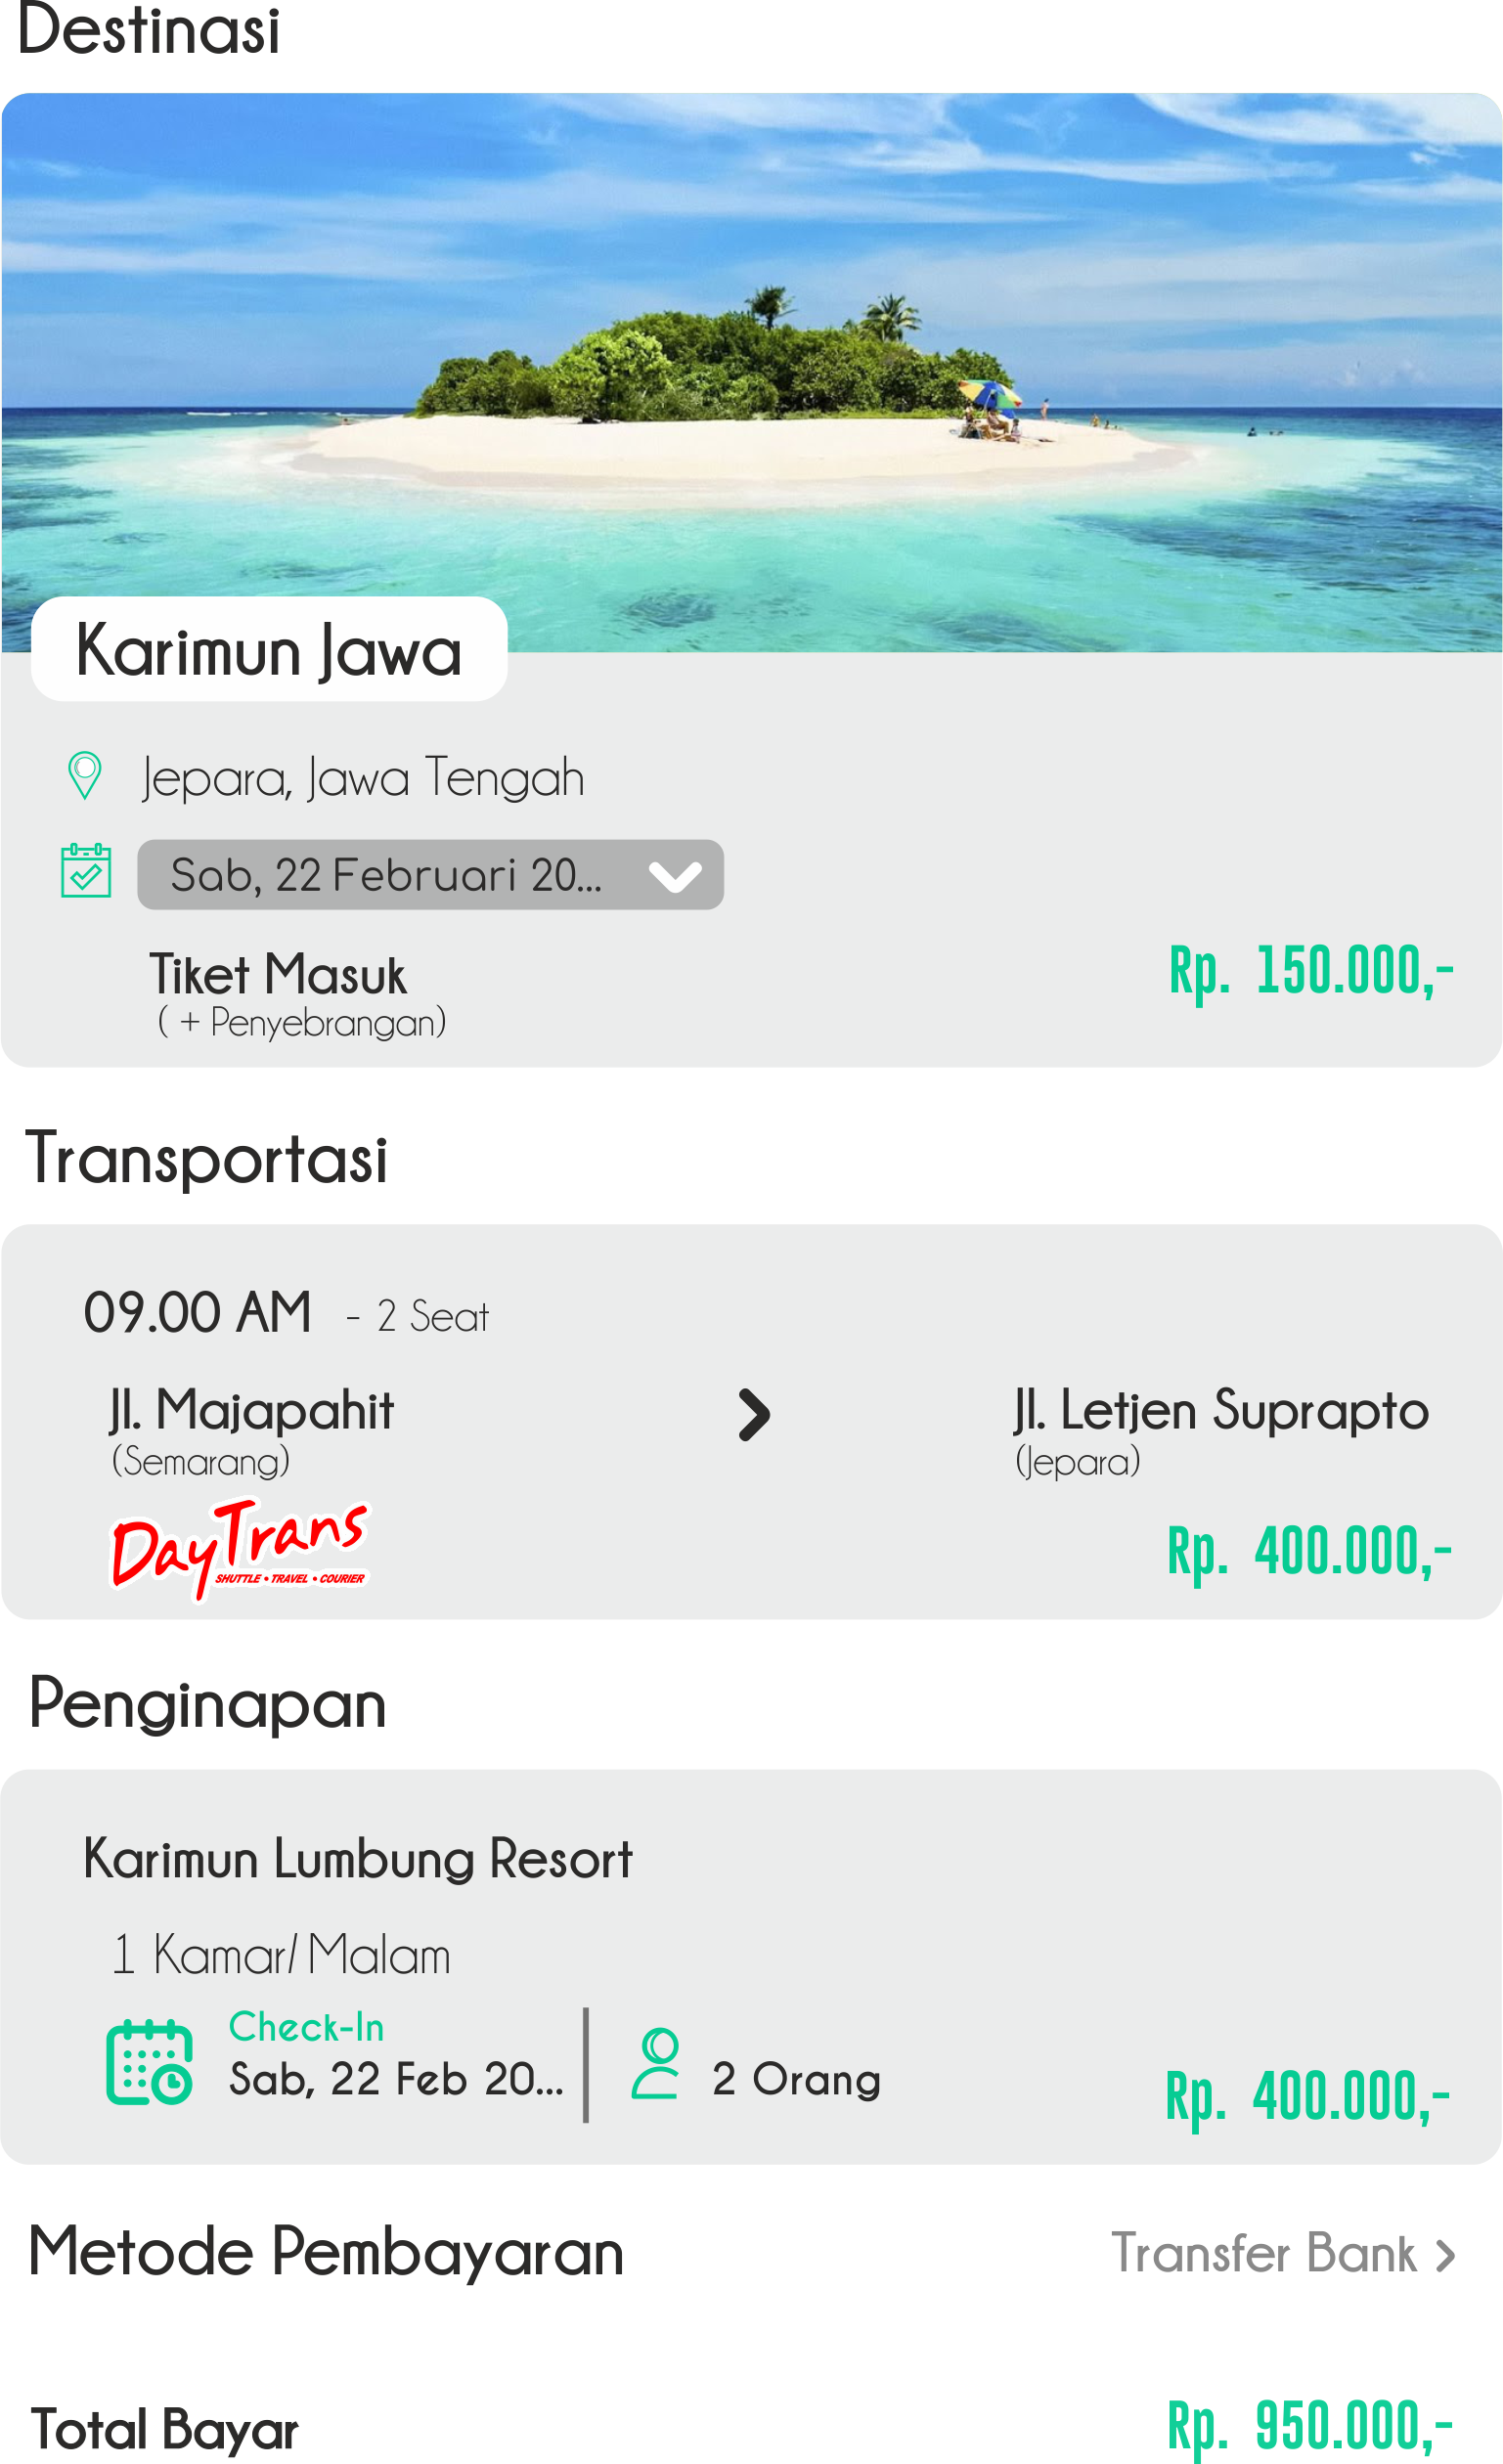 Destinasi
Karimun Jawa
Jepara, Jawa Tengah
Sab, 22 Februari 20...
Tiket Masuk
Rp. 150.000,-
( + Penyebrangan)
Transportasi
09.00 AM - 2 Seat
Jl. Majapahit
(Semarang)
Jl. Letjen Suprapto
(Jepara)
DayTrans
SHUTTLE • TRAVEL • COURIER
Rp. 400.000,-
Penginapan
Karimun Lumbung Resort
1 Kamar/Malam
Check-In
Sab, 22 Feb 20...
2 Orang
Rp. 400.000,-
Metode Pembayaran
Transfer Bank >
Total Bayar
Rp. 950.000,-